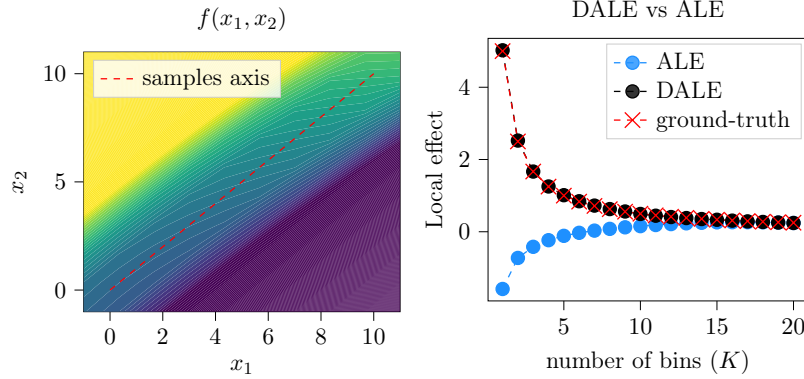 f(x₁, x₂)
samples axis
10
5
0
x₂
0 2 4 6 8 10
x₁
DALE vs ALE
ALE
DALE
ground-truth
4
2
0
Local effect
5 10 15 20
number of bins (K)